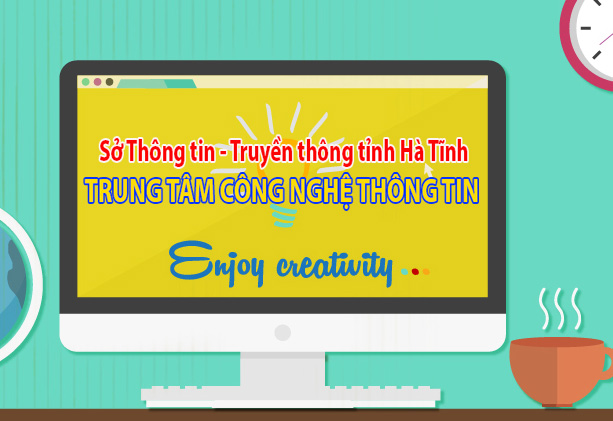 Sở Thông tin - Truyền thông tỉnh Hà Tĩnh
TRUNG TÂM CÔNG NGHỆ THÔNG TIN
Enjoy creativity...